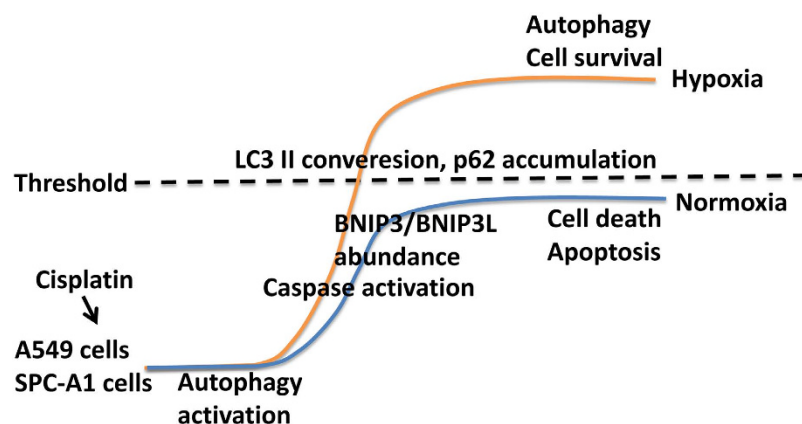 Autophagy
Cell survival
Hypoxia
LC3 II converesion, p62 accumulation
Threshold
Normoxia
BNIP3/BNIP3L
abundance
Cell death
Apoptosis
Caspase activation
Cisplatin
A549 cells
SPC-A1 cells
Autophagy
activation